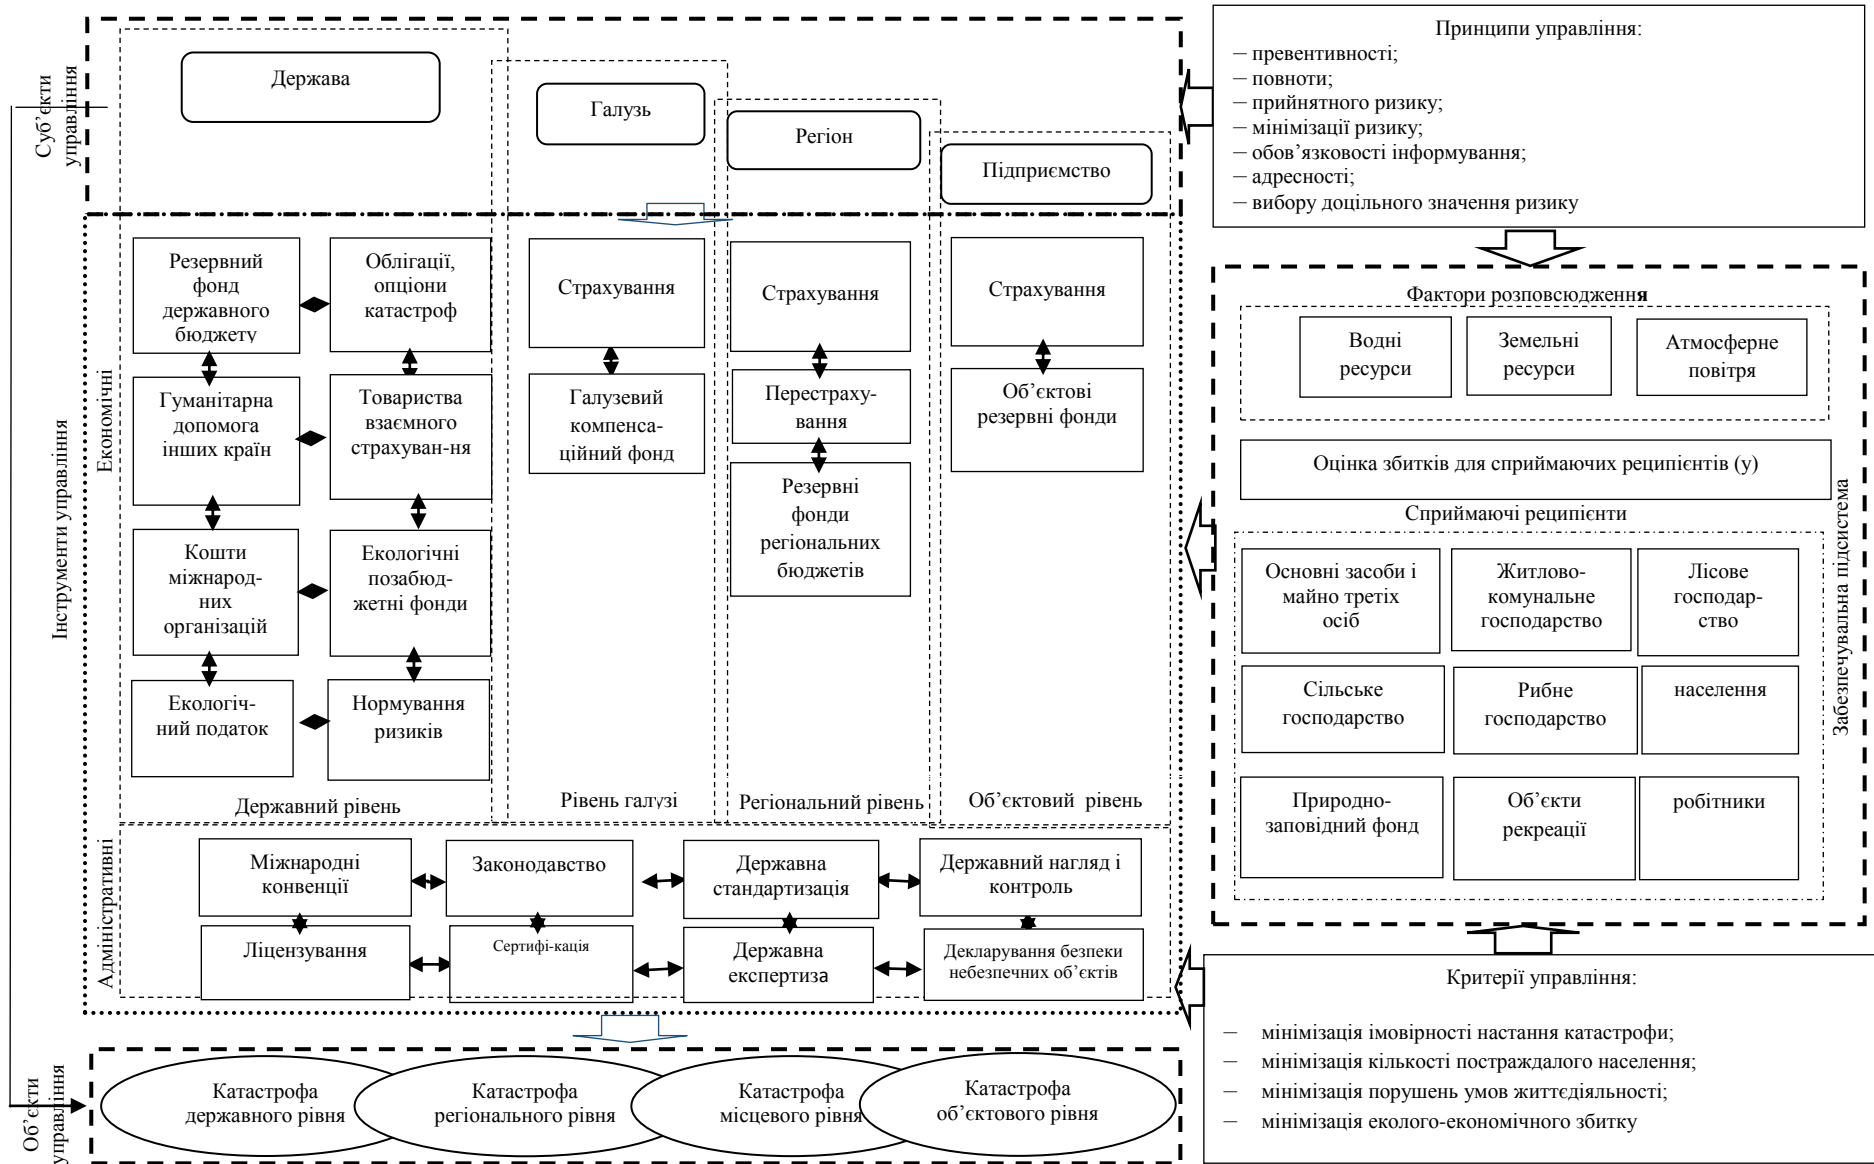 Суб’єкти
управління
Держава
Галузь
Регіон
Підприємство
Принципи управління:
– превентивності;
– повноти;
– прийнятного ризику;
– мінімізації ризику;
– обов’язковості інформування;
– адресності;
– вибору доцільного значення ризику
Інструменти управління
Економічні
Резервний
фонд
державного
бюджету
Облігації,
опціони
катастроф
Гуманітарна
допомога
інших країн
Товариства
взаємного
страхуван-ня
Кошти
міжнарод-
них
організацій
Екологічні
позабюд-
жетні фонди
Екологіч-
ний податок
Нормування
ризиків
Державний рівень
Страхування
Галузевий
компенса-
ційний фонд
Рівень галузі
Страхування
Перестраху-
вання
Резервні
фонди
регіональних
бюджетів
Регіональний рівень
Страхування
Об’єктові
резервні фонди
Об’єктовий рівень
Адміністративні
Міжнародні
конвенції
Законодавство
Державна
стандартизація
Державний нагляд і
контроль
Ліцензування
Сертифі-кація
Державна
експертиза
Декларування безпеки
небезпечних об’єктів
Забезпечувальна підсистема
Фактори розповсюдження
Водні
ресурси
Земельні
ресурси
Атмосферне
повітря
Оцінка збитків для сприймаючих реципієнтів (у)
Сприймаючі реципієнти
Основні засоби і
майно третіх
осіб
Житлово-
комунальне
господарство
Лісове
господар-
ство
Сільське
господарство
Рибне
господарство
населення
Природно-
заповідний фонд
Об’єкти
рекреації
робітники
Критерії управління:
– мінімізація імовірності настання катастрофи;
– мінімізація кількості постраждалого населення;
– мінімізація порушень умов життєдіяльності;
– мінімізація еколого-економічного збитку
Об’єкти
управління
Катастрофа
державного рівня
Катастрофа
регіонального рівня
Катастрофа
місцевого рівня
Катастрофа
об’єктового рівня